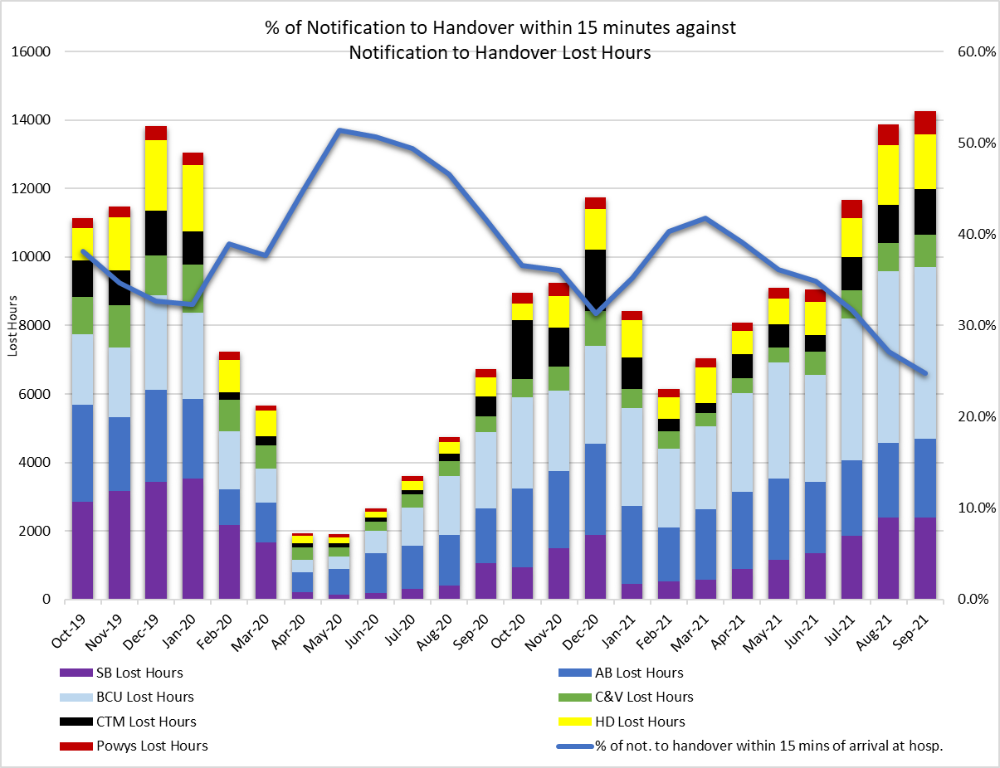 % of Notification to Handover within 15 minutes against
Notification to Handover Lost Hours
16000
14000
12000
10000
8000
6000
4000
2000
0
Lost Hours
60.0%
50.0%
40.0%
30.0%
20.0%
10.0%
0.0%
Oct-19
Nov-19
Dec-19
Jan-20
Feb-20
Mar-20
Apr-20
May-20
Jun-20
Jul-20
Aug-20
Sep-20
Oct-20
Nov-20
Dec-20
Jan-21
Feb-21
Mar-21
Apr-21
May-21
Jun-21
Jul-21
Aug-21
Sep-21
SB Lost Hours
AB Lost Hours
BCU Lost Hours
C&V Lost Hours
CTM Lost Hours
HD Lost Hours
Powys Lost Hours
% of not. to handover within 15 mins of arrival at hosp.